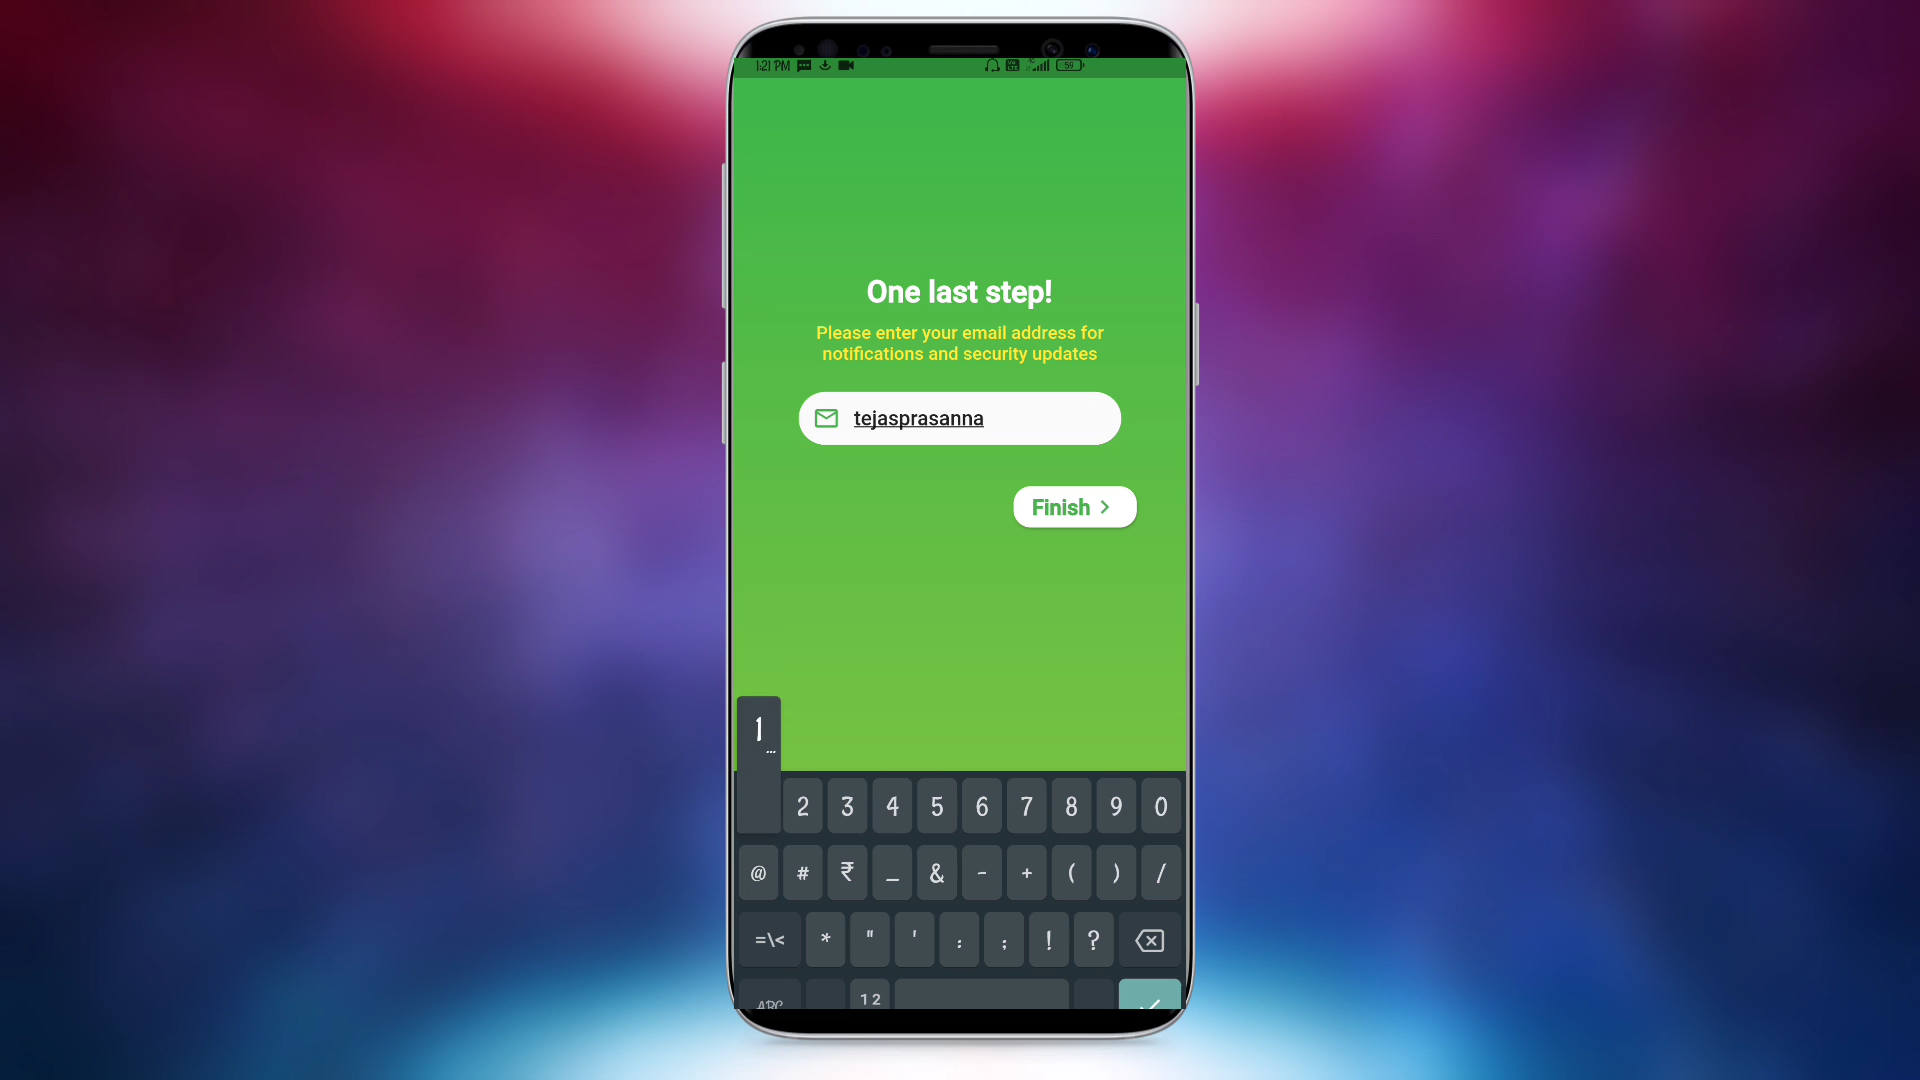 1:21 PM 59
One last step!
Please enter your email address for
notifications and security updates
tejasprasanna
Finish
1 ...
2 3 4 5 6 7 8 9 0
@ # ₹ _ & - + ( ) /
=\< * " ' : ; ! ?
ABC 1 2